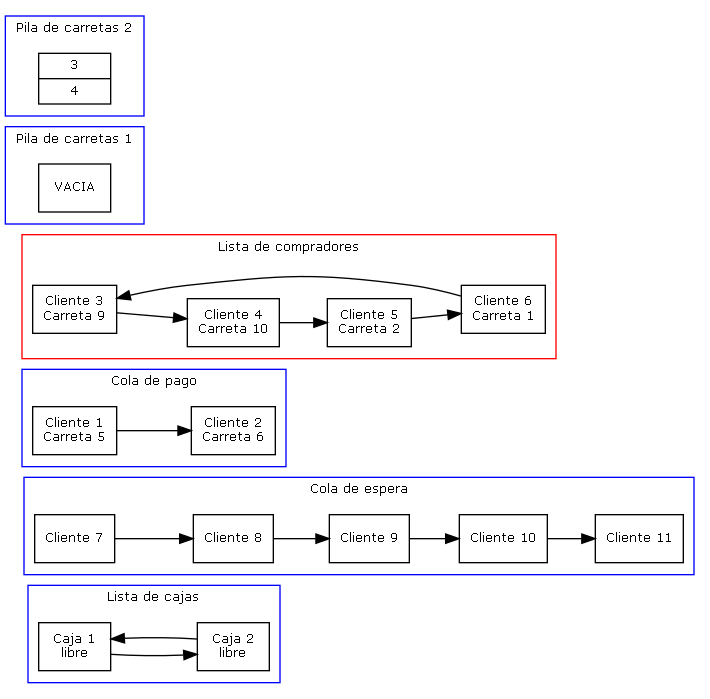 Pila de carretas 2
3
4
Pila de carretas 1
VACIA
Lista de compradores
Cliente 3
Carreta 9
Cliente 4
Carreta 10
Cliente 5
Carreta 2
Cliente 6
Carreta 1
Cola de pago
Cliente 1
Carreta 5
Cliente 2
Carreta 6
Cola de espera
Cliente 7
Cliente 8
Cliente 9
Cliente 10
Cliente 11
Lista de cajas
Caja 1
libre
Caja 2
libre